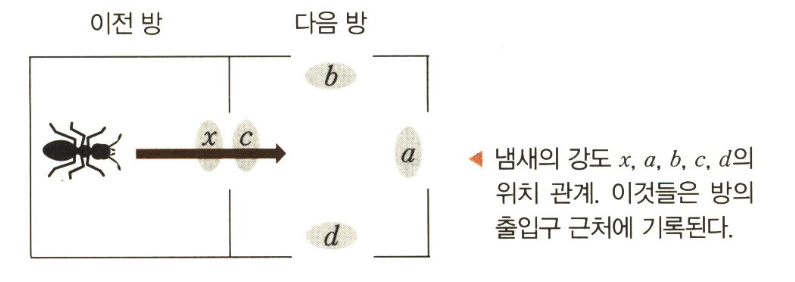 이전 방
다음 방
b
x
c
a
d
◀ 냄새의 강도 x, a, b, c, d의
위치 관계. 이것들은 방의
출입구 근처에 기록된다.